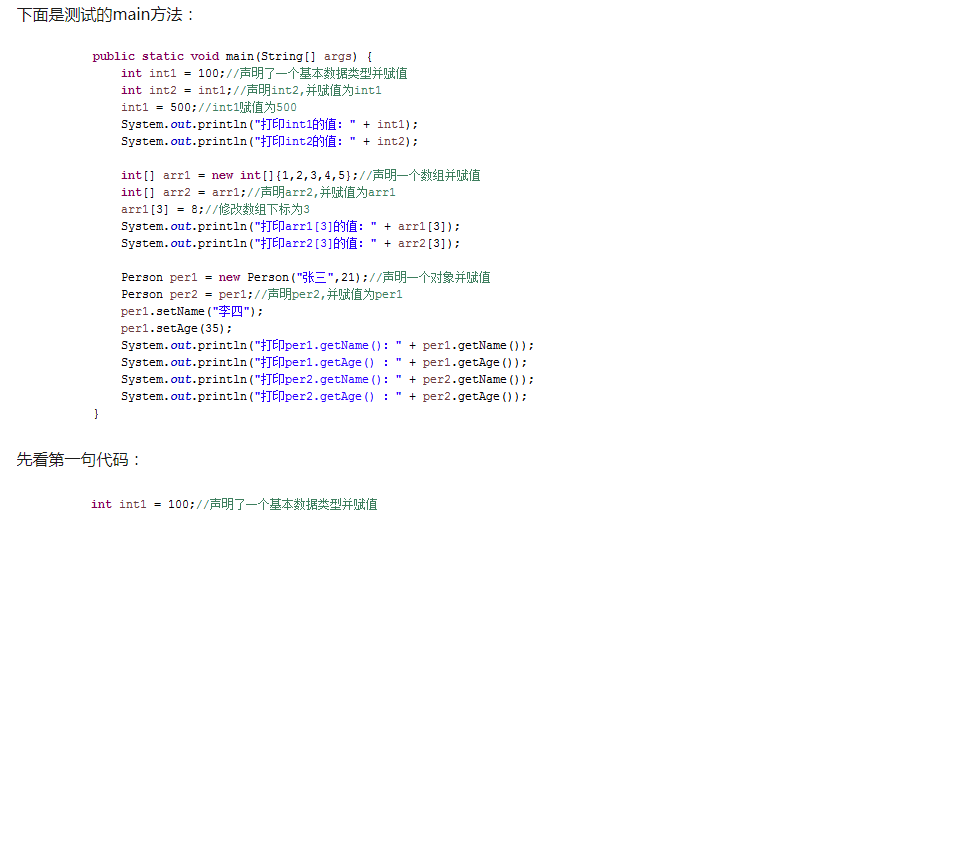 下面是测试的main方法：
public static void main(String[] args) {
int int1 = 100;//声明了一个基本数据类型并赋值
int int2 = int1;//声明int2,并赋值为int1
int1 = 500;//int1赋值为500
System.out.println("打印int1的值: " + int1);
System.out.println("打印int2的值: " + int2);
int[] arr1 = new int[]{1,2,3,4,5};//声明一个数组并赋值
int[] arr2 = arr1;//声明arr2,并赋值为arr1
arr1[3] = 8;//修改数组下标为3
System.out.println("打印arr1[3]的值: " + arr1[3]);
System.out.println("打印arr2[3]的值: " + arr2[3]);
Person per1 = new Person("张三",21);//声明一个对象并赋值
Person per2 = per1;//声明per2,并赋值为per1
per1.setName("李四");
per1.setAge(35);
System.out.println("打印per1.getName(): " + per1.getName());
System.out.println("打印per1.getAge() : " + per1.getAge());
System.out.println("打印per2.getName(): " + per2.getName());
System.out.println("打印per2.getAge() : " + per2.getAge());
}
先看第一句代码：
int int1 = 100;//声明了一个基本数据类型并赋值